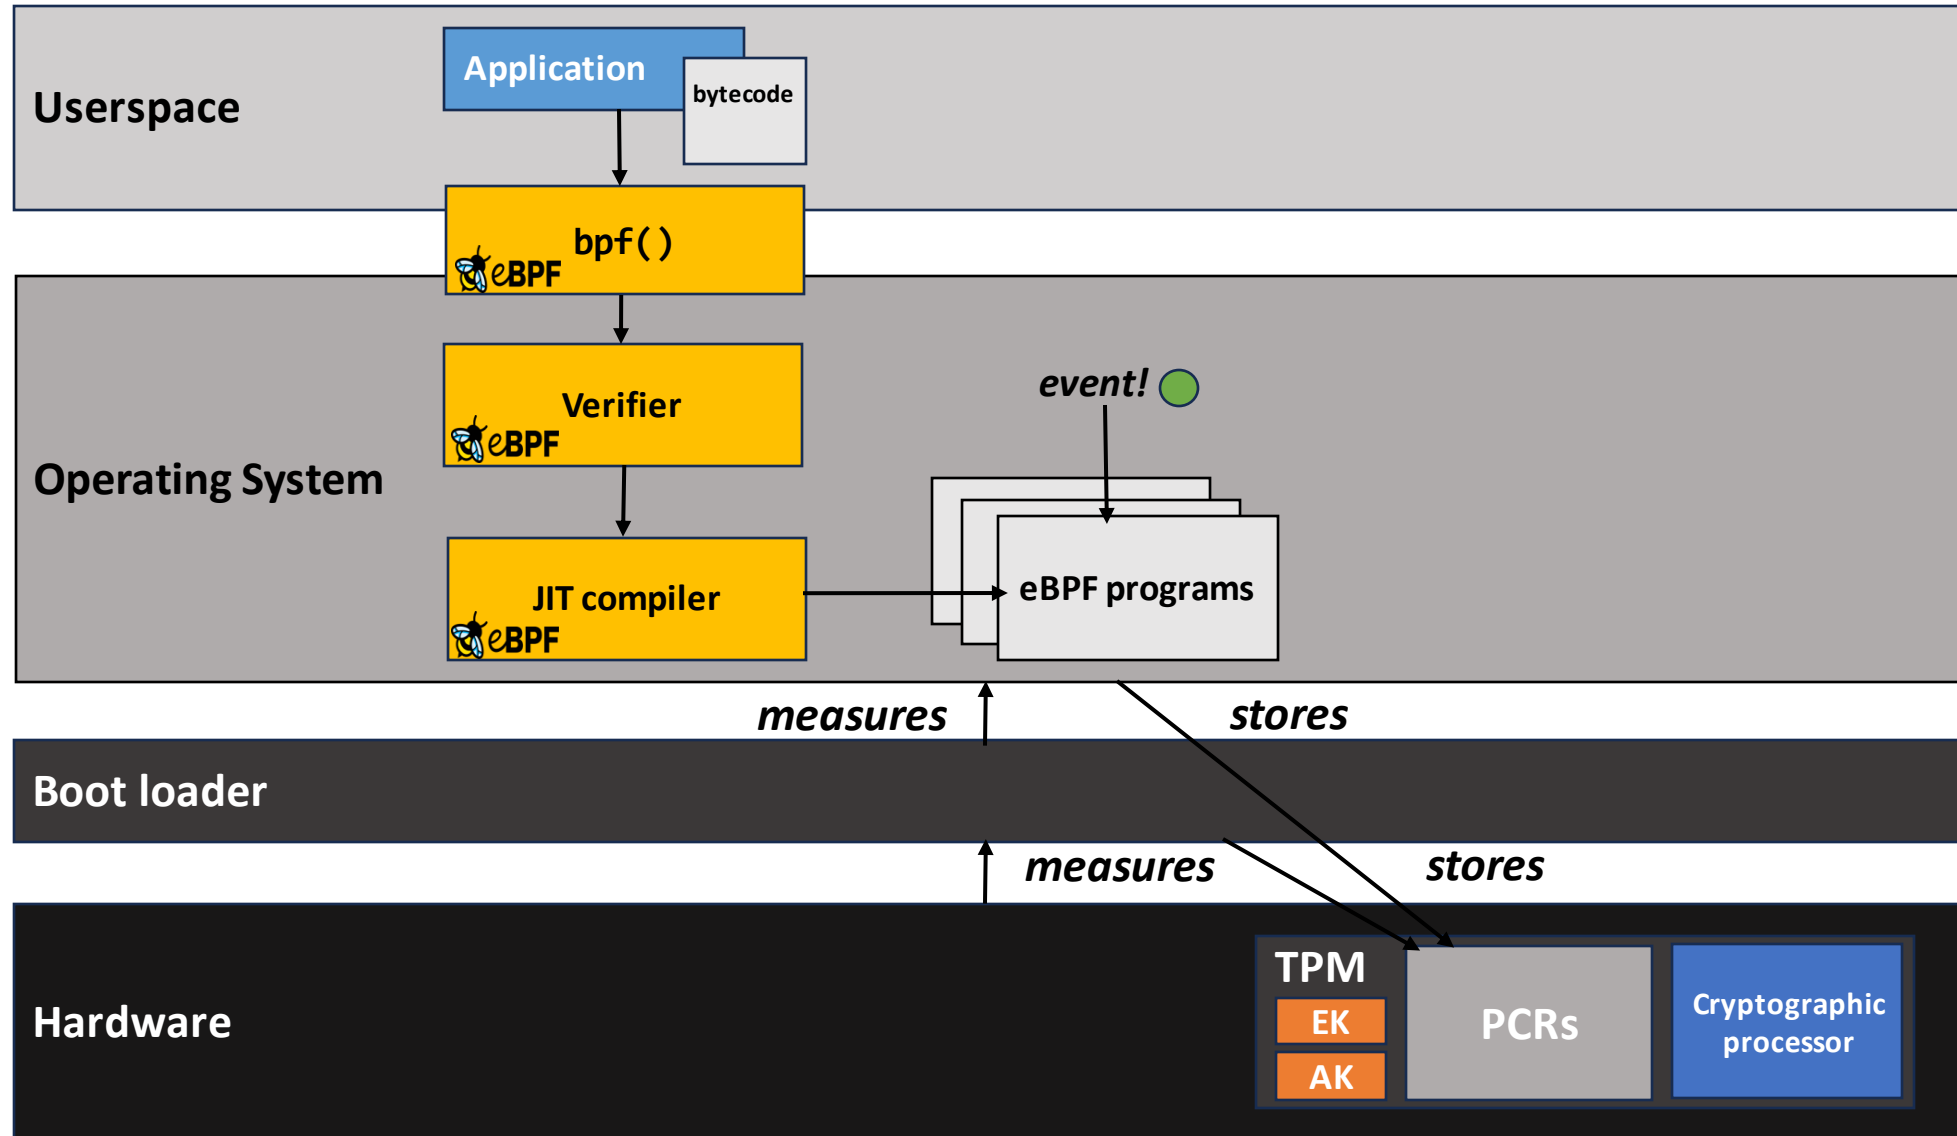 Userspace
Application
bytecode
bpf()
eBPF
Operating System
Verifier
eBPF
JIT compiler
eBPF
event!
eBPF programs
measures
stores
Boot loader
measures
stores
Hardware
TPM
EK
AK
PCRs
Cryptographic
processor